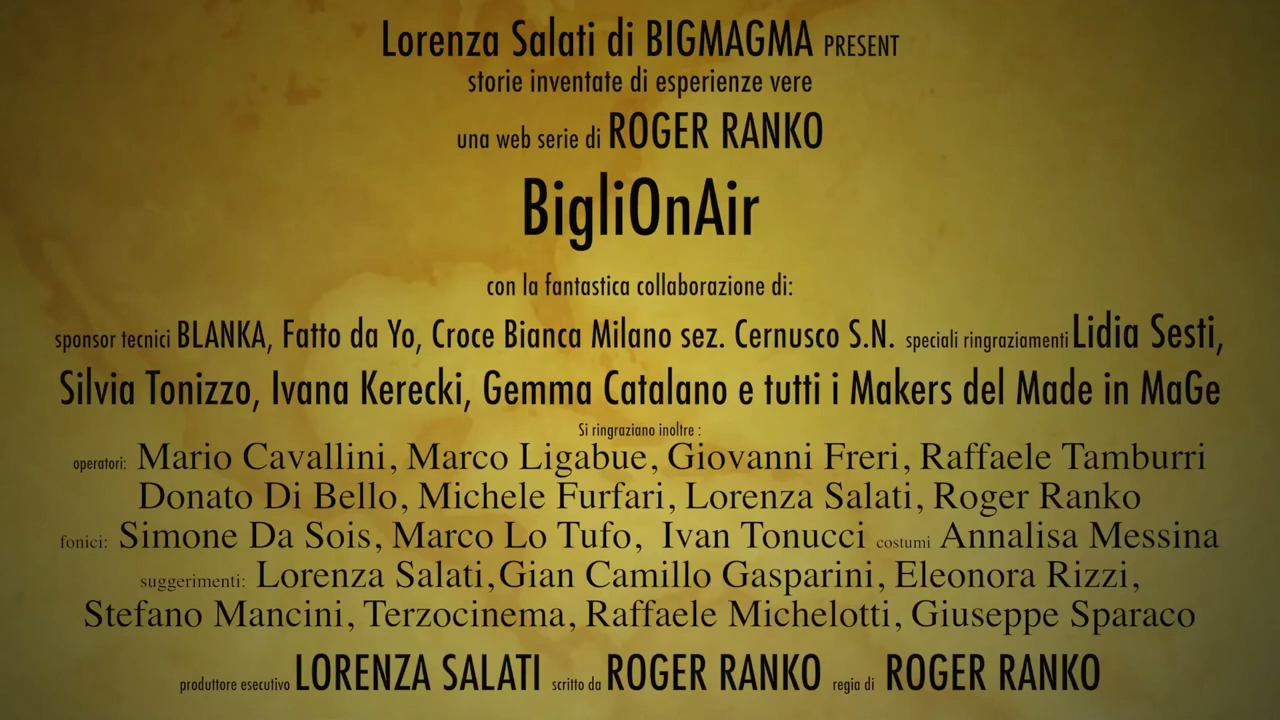 Lorenza Salati di BIGMAGMA PRESENT
storie inventate di esperienze vere
una web serie di ROGER RANKO
BigliOnAir
con la fantastica collaborazione di:
sponsor tecnici BLANKA, Fatto da Yo, Croce Bianca Milano sez. Cernusco S.N. speciali ringraziamenti Lidia Sesti,
Silvia Tonizzo, Ivana Kerecki, Gemma Catalano e tutti i Makers del Made in MaGe
Si ringraziano inoltre :
operatori: Mario Cavallini, Marco Ligabue, Giovanni Freri, Raffaele Tamburri
Donato Di Bello, Michele Furfari, Lorenza Salati, Roger Ranko
fonici: Simone Da Sois, Marco Lo Tufo, Ivan Tonucci costumi Annalisa Messina
suggerimenti: Lorenza Salati, Gian Camillo Gasparini, Eleonora Rizzi,
Stefano Mancini, Terzocinema, Raffaele Michelotti, Giuseppe Sparaco
produttore esecutivo LORENZA SALATI scritto da ROGER RANKO regia di ROGER RANKO